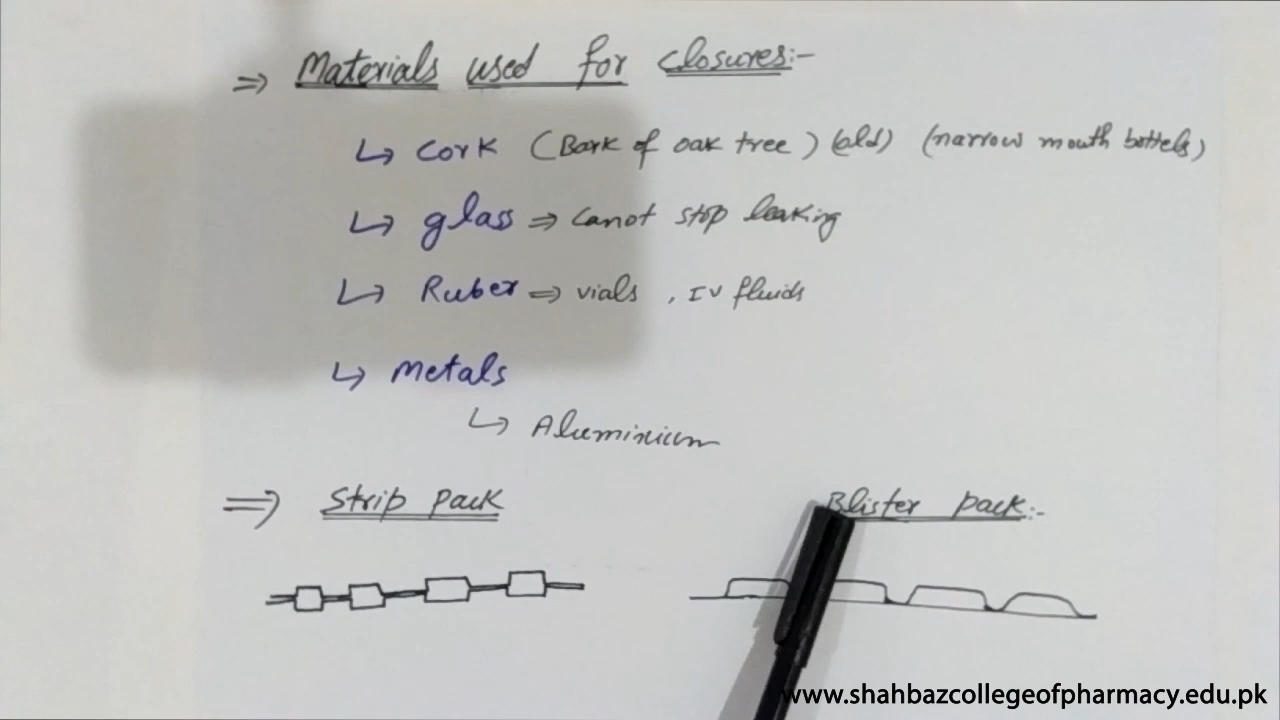 ⇒ Materials used for closures:-
↳ Cork (Bark of oak tree) (old) (narrow mouth bottels)
↳ glass ⇒ Canot stop leaking
↳ Ruber ⇒ vials , IV fluids
↳ Metals
↳ Aluminium
⇒ Strip Pack Blister pack:-
www.shahbazcollegeofpharmacy.edu.pk